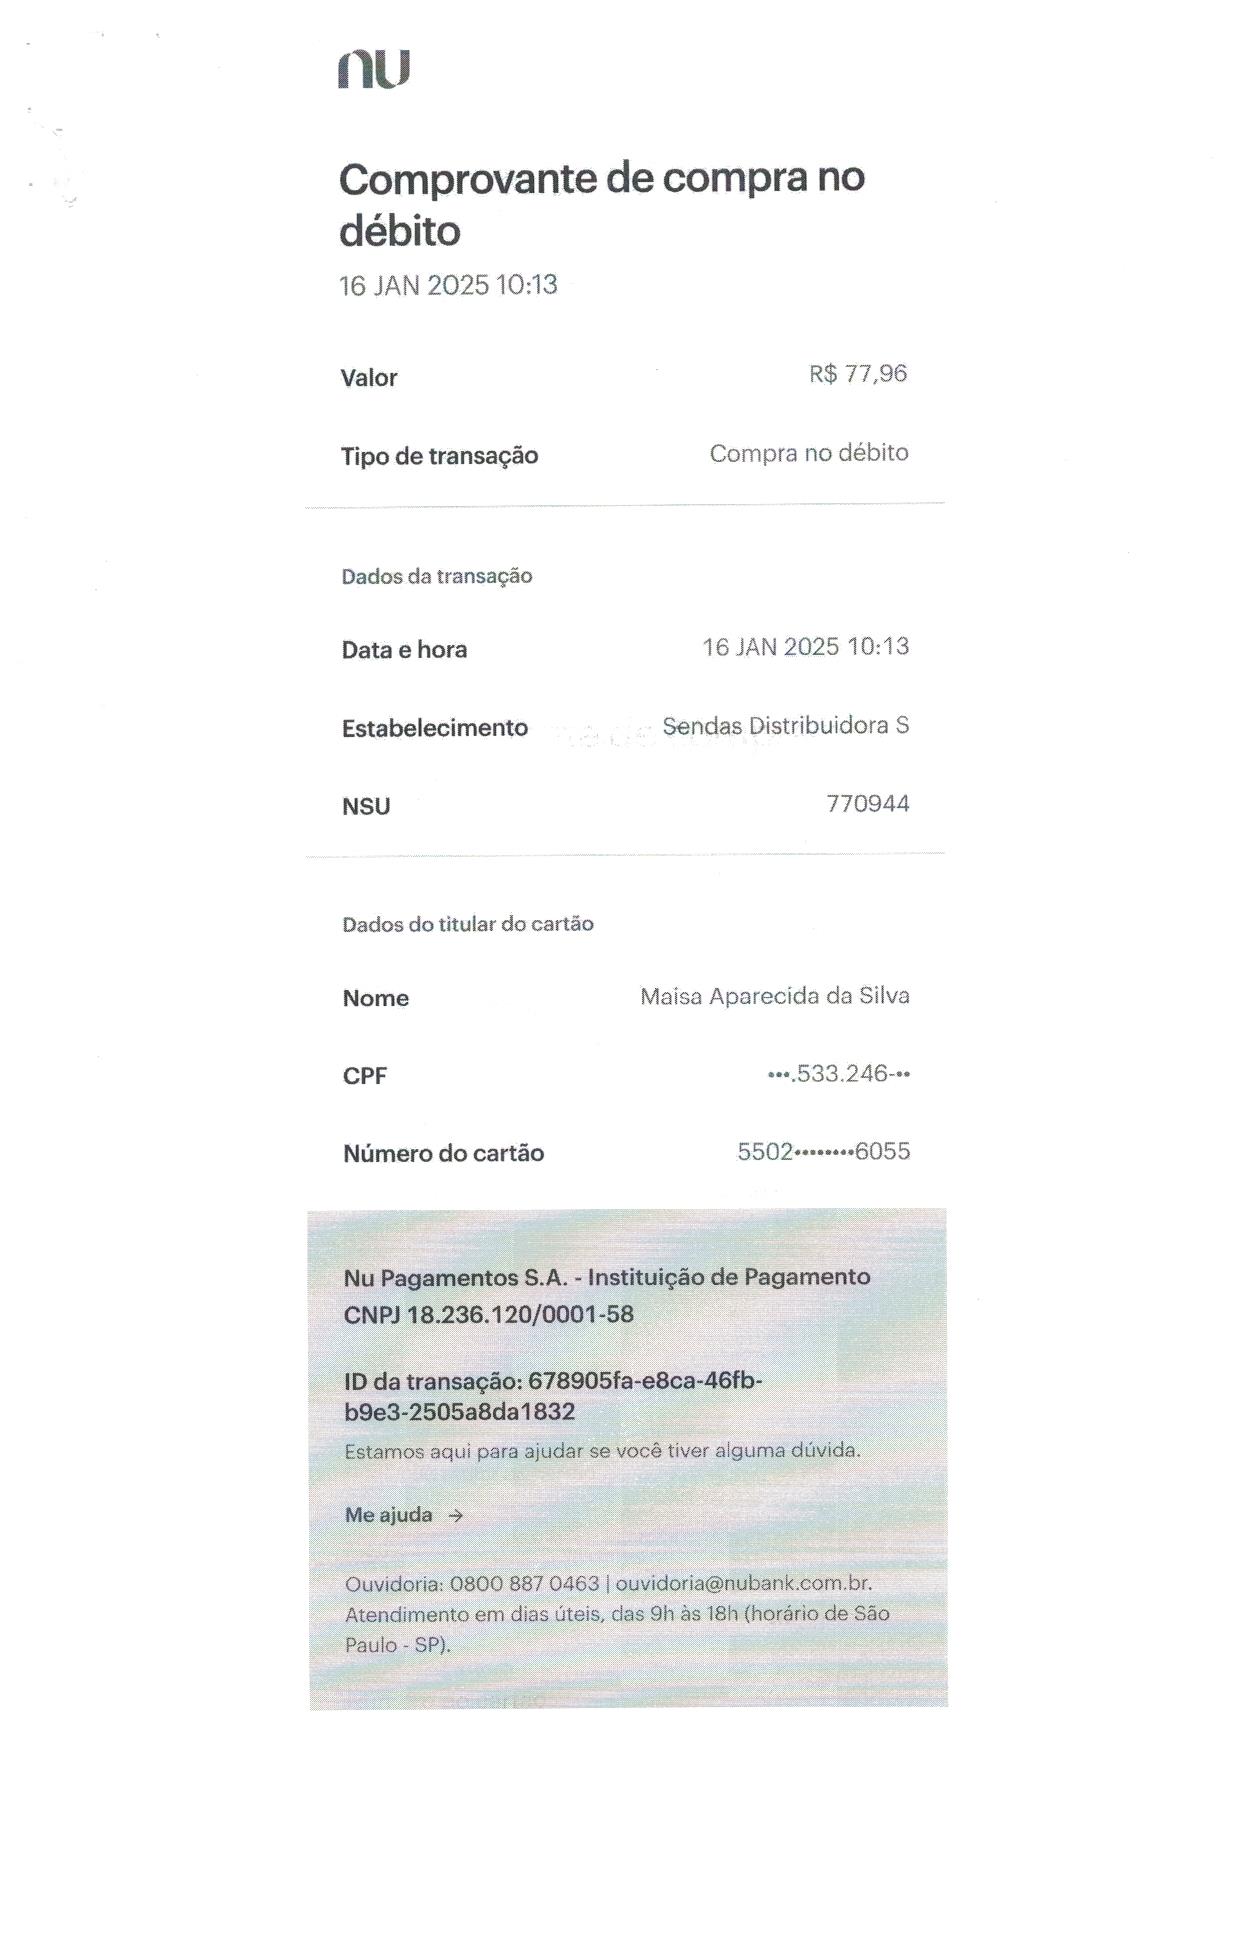 nu
Comprovante de compra no
débito
16 JAN 2025 10:13
Valor R$ 77,96
Tipo de transação Compra no débito
Dados da transação
Data e hora 16 JAN 2025 10:13
Estabelecimento Sendas Distribuidora S
NSU 770944
Dados do titular do cartão
Nome Maisa Aparecida da Silva
CPF •••.533.246-••
Número do cartão 5502••••••••6055
Nu Pagamentos S.A. - Instituição de Pagamento
CNPJ 18.236.120/0001-58
ID da transação: 678905fa-e8ca-46fb-
b9e3-2505a8da1832
Estamos aqui para ajudar se você tiver alguma dúvida.
Me ajuda →
Ouvidoria: 0800 887 0463 | ouvidoria@nubank.com.br.
Atendimento em dias úteis, das 9h às 18h (horário de São
Paulo - SP).